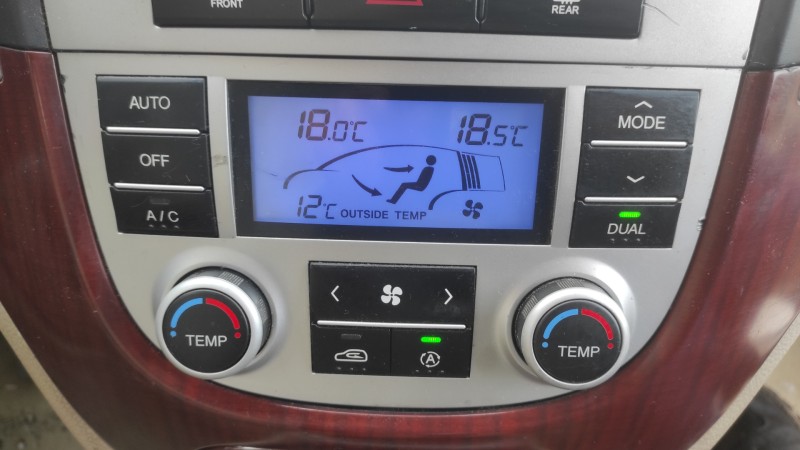 FRONT
REAR
AUTO
18.0°C
18.5°C
MODE
OFF
12°C OUTSIDE TEMP
A/C
DUAL
TEMP
A
TEMP